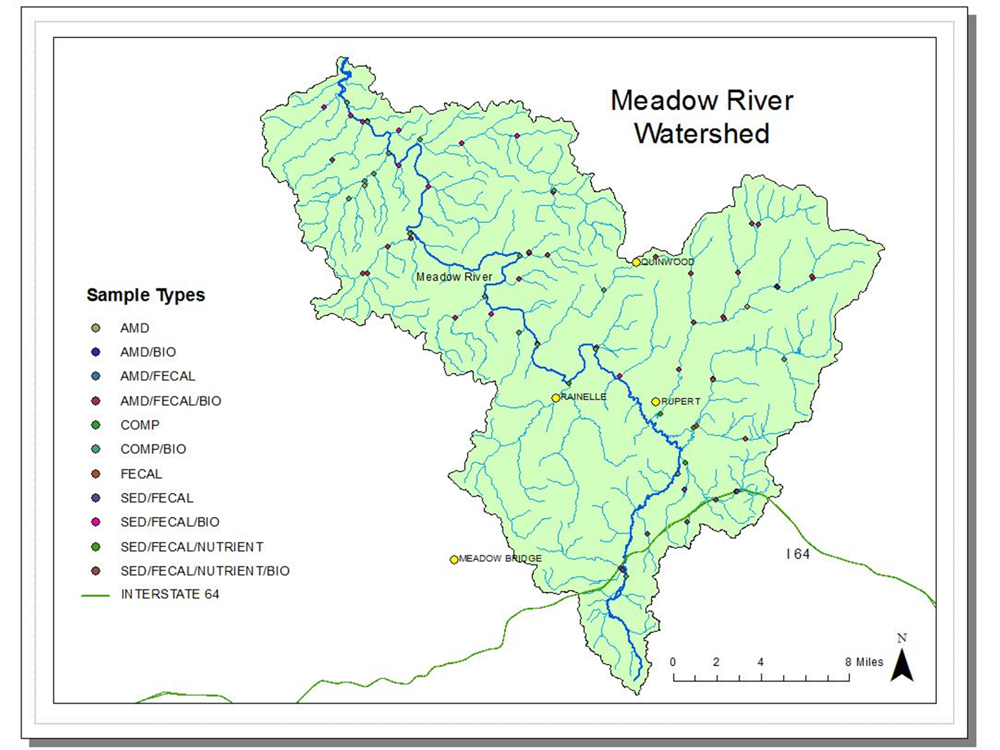 Meadow River
Watershed
QUINWOOD
Meadow River
Sample Types
AMD
AMD/BIO
AMD/FECAL
AMD/FECAL/BIO
COMP
COMP/BIO
FECAL
SED/FECAL
SED/FECAL/BIO
SED/FECAL/NUTRIENT
SED/FECAL/NUTRIENT/BIO
INTERSTATE 64
RAINELLE
RUPERT
MEADOW BRIDGE
I 64
N
0 2 4 8 Miles